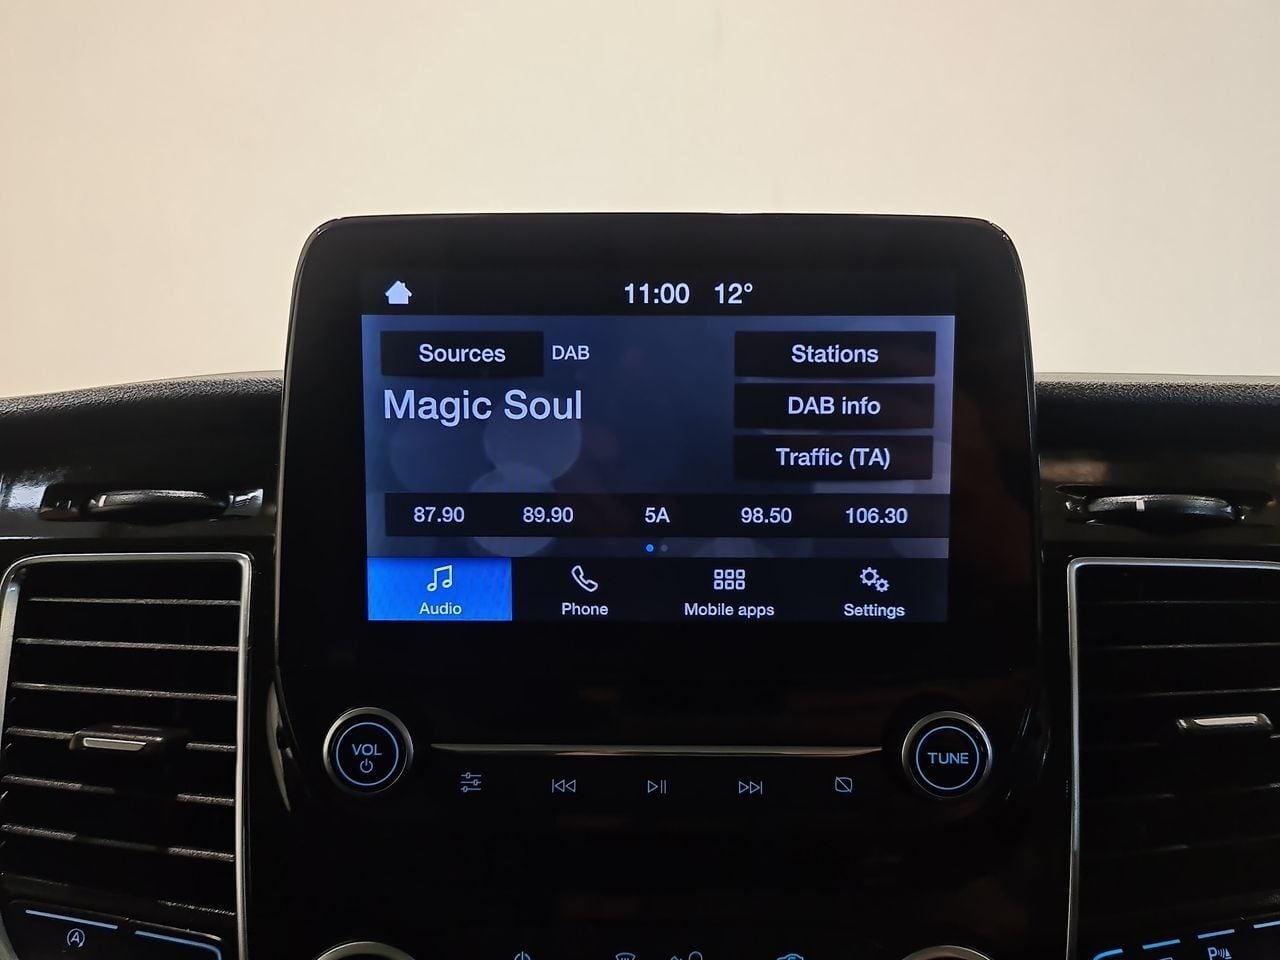 11:00 12°
Sources DAB Stations
Magic Soul DAB info
Traffic (TA)
87.90 89.90 5A 98.50 106.30
Audio Phone Mobile apps Settings
VOL TUNE
A
P